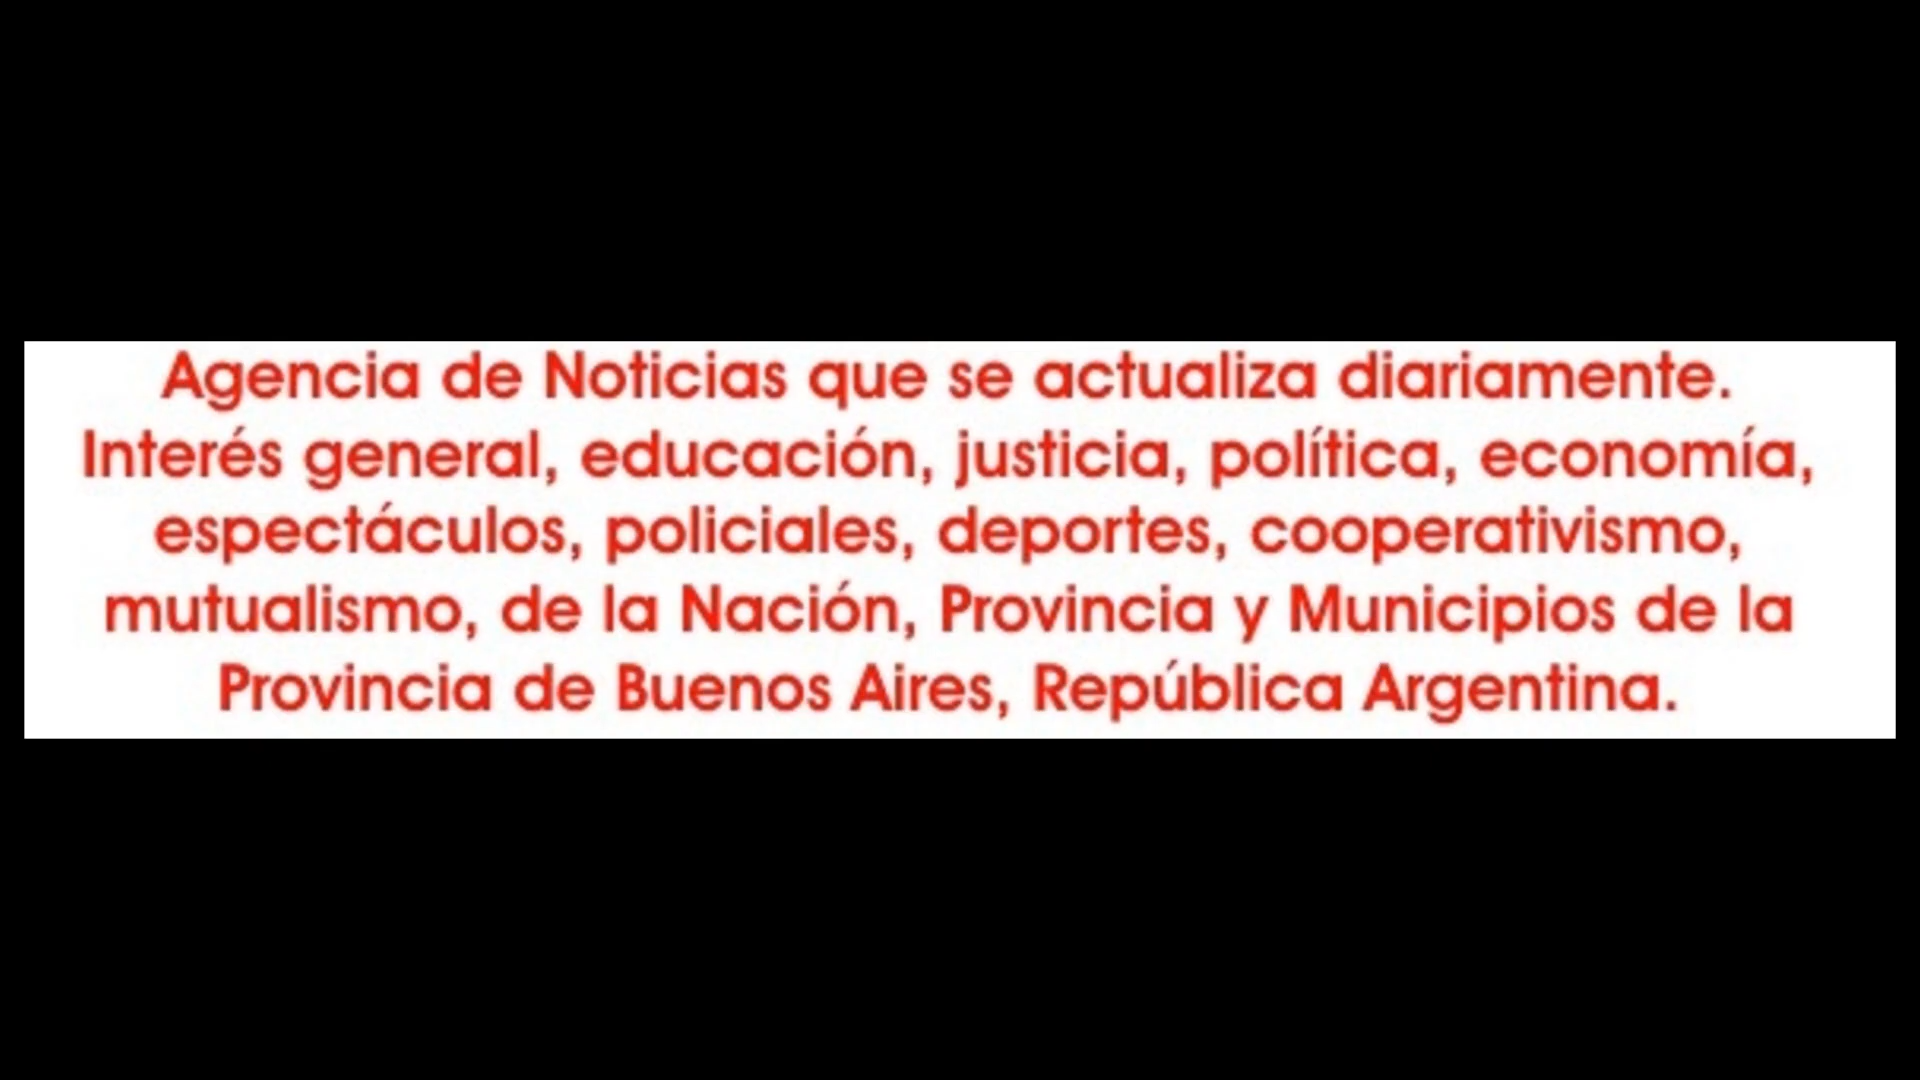 Agencia de Noticias que se actualiza diariamente.
Interés general, educación, justicia, política, economía,
espectáculos, policiales, deportes, cooperativismo,
mutualismo, de la Nación, Provincia y Municipios de la
Provincia de Buenos Aires, República Argentina.